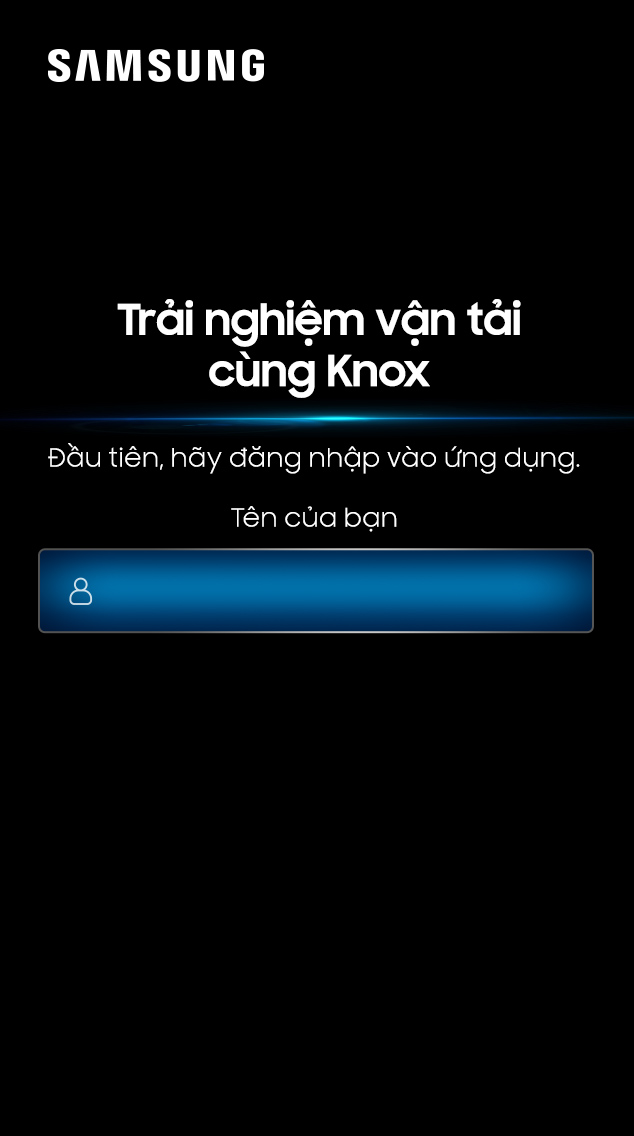 SAMSUNG
Trải nghiệm vận tải
cùng Knox
Đầu tiên, hãy đăng nhập vào ứng dụng.
Tên của bạn